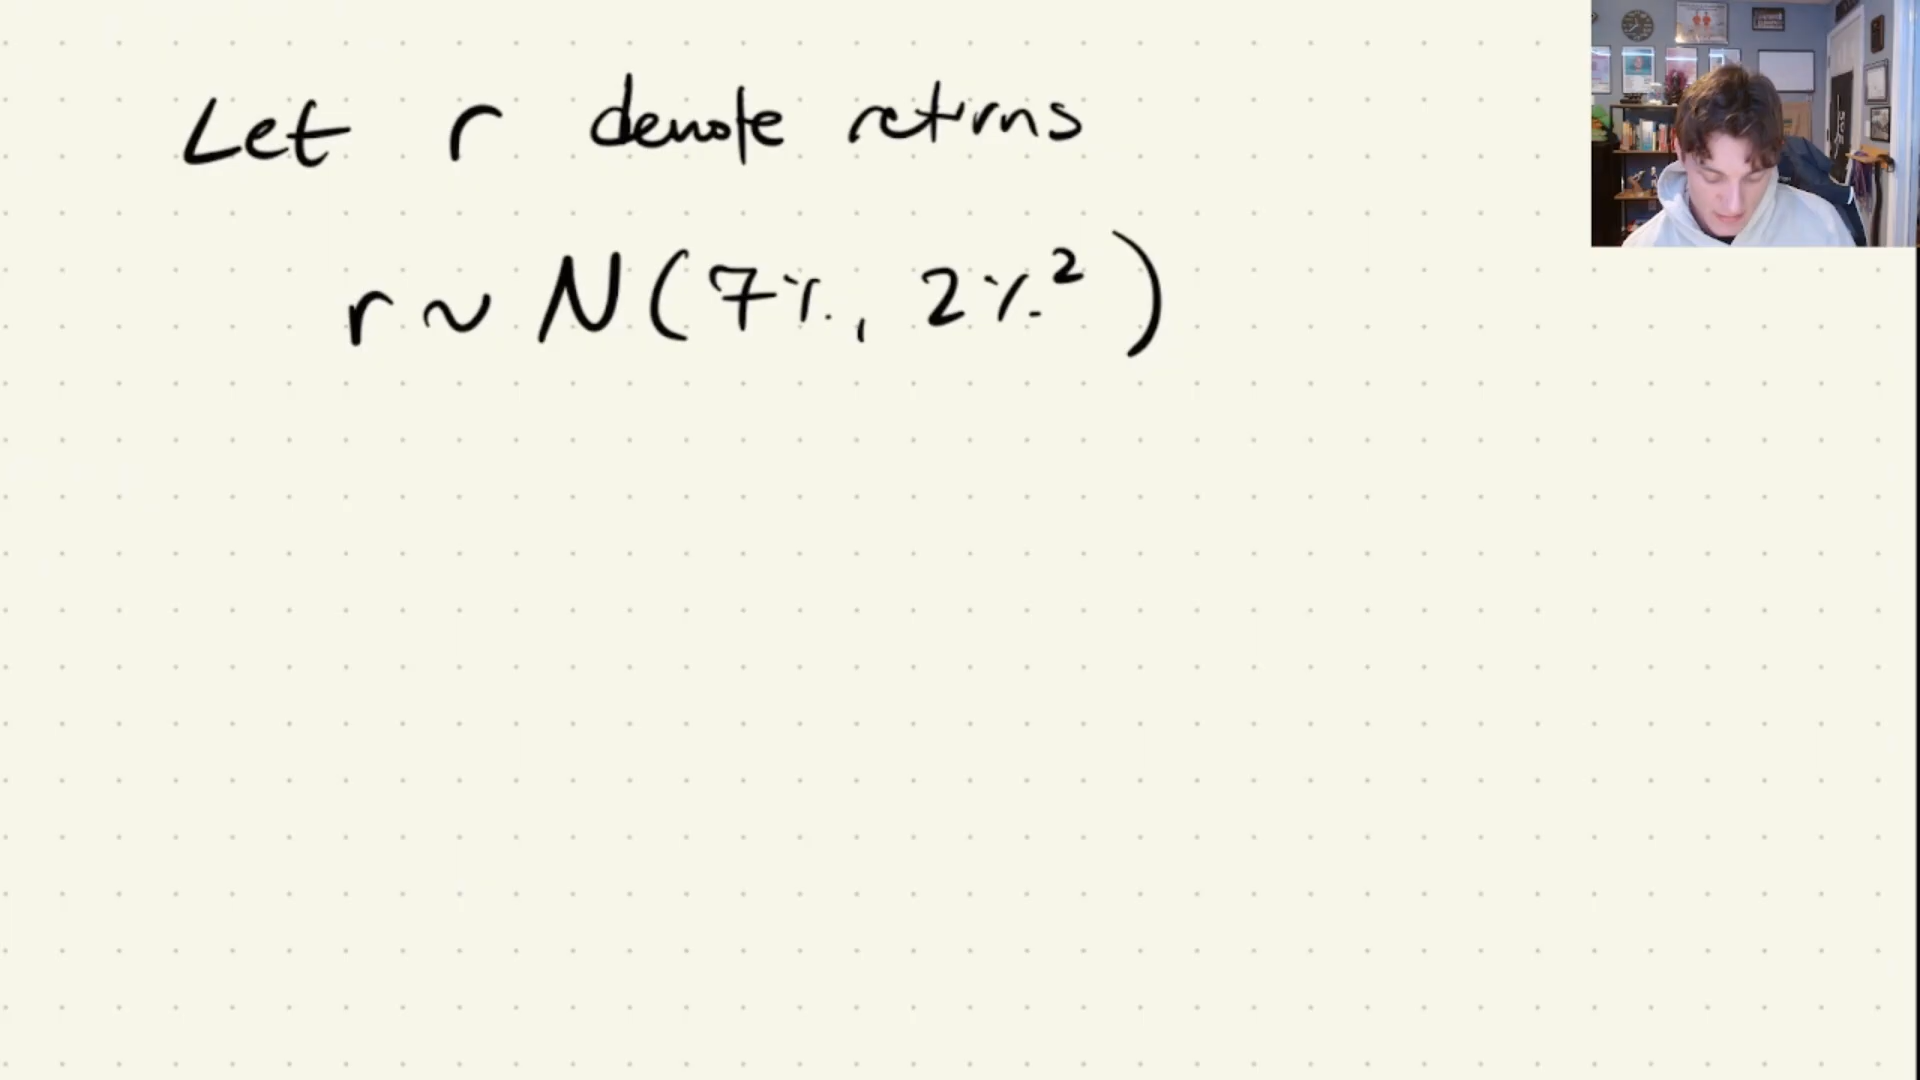 Let r denote returns
r ~ N(7%, 2%²)